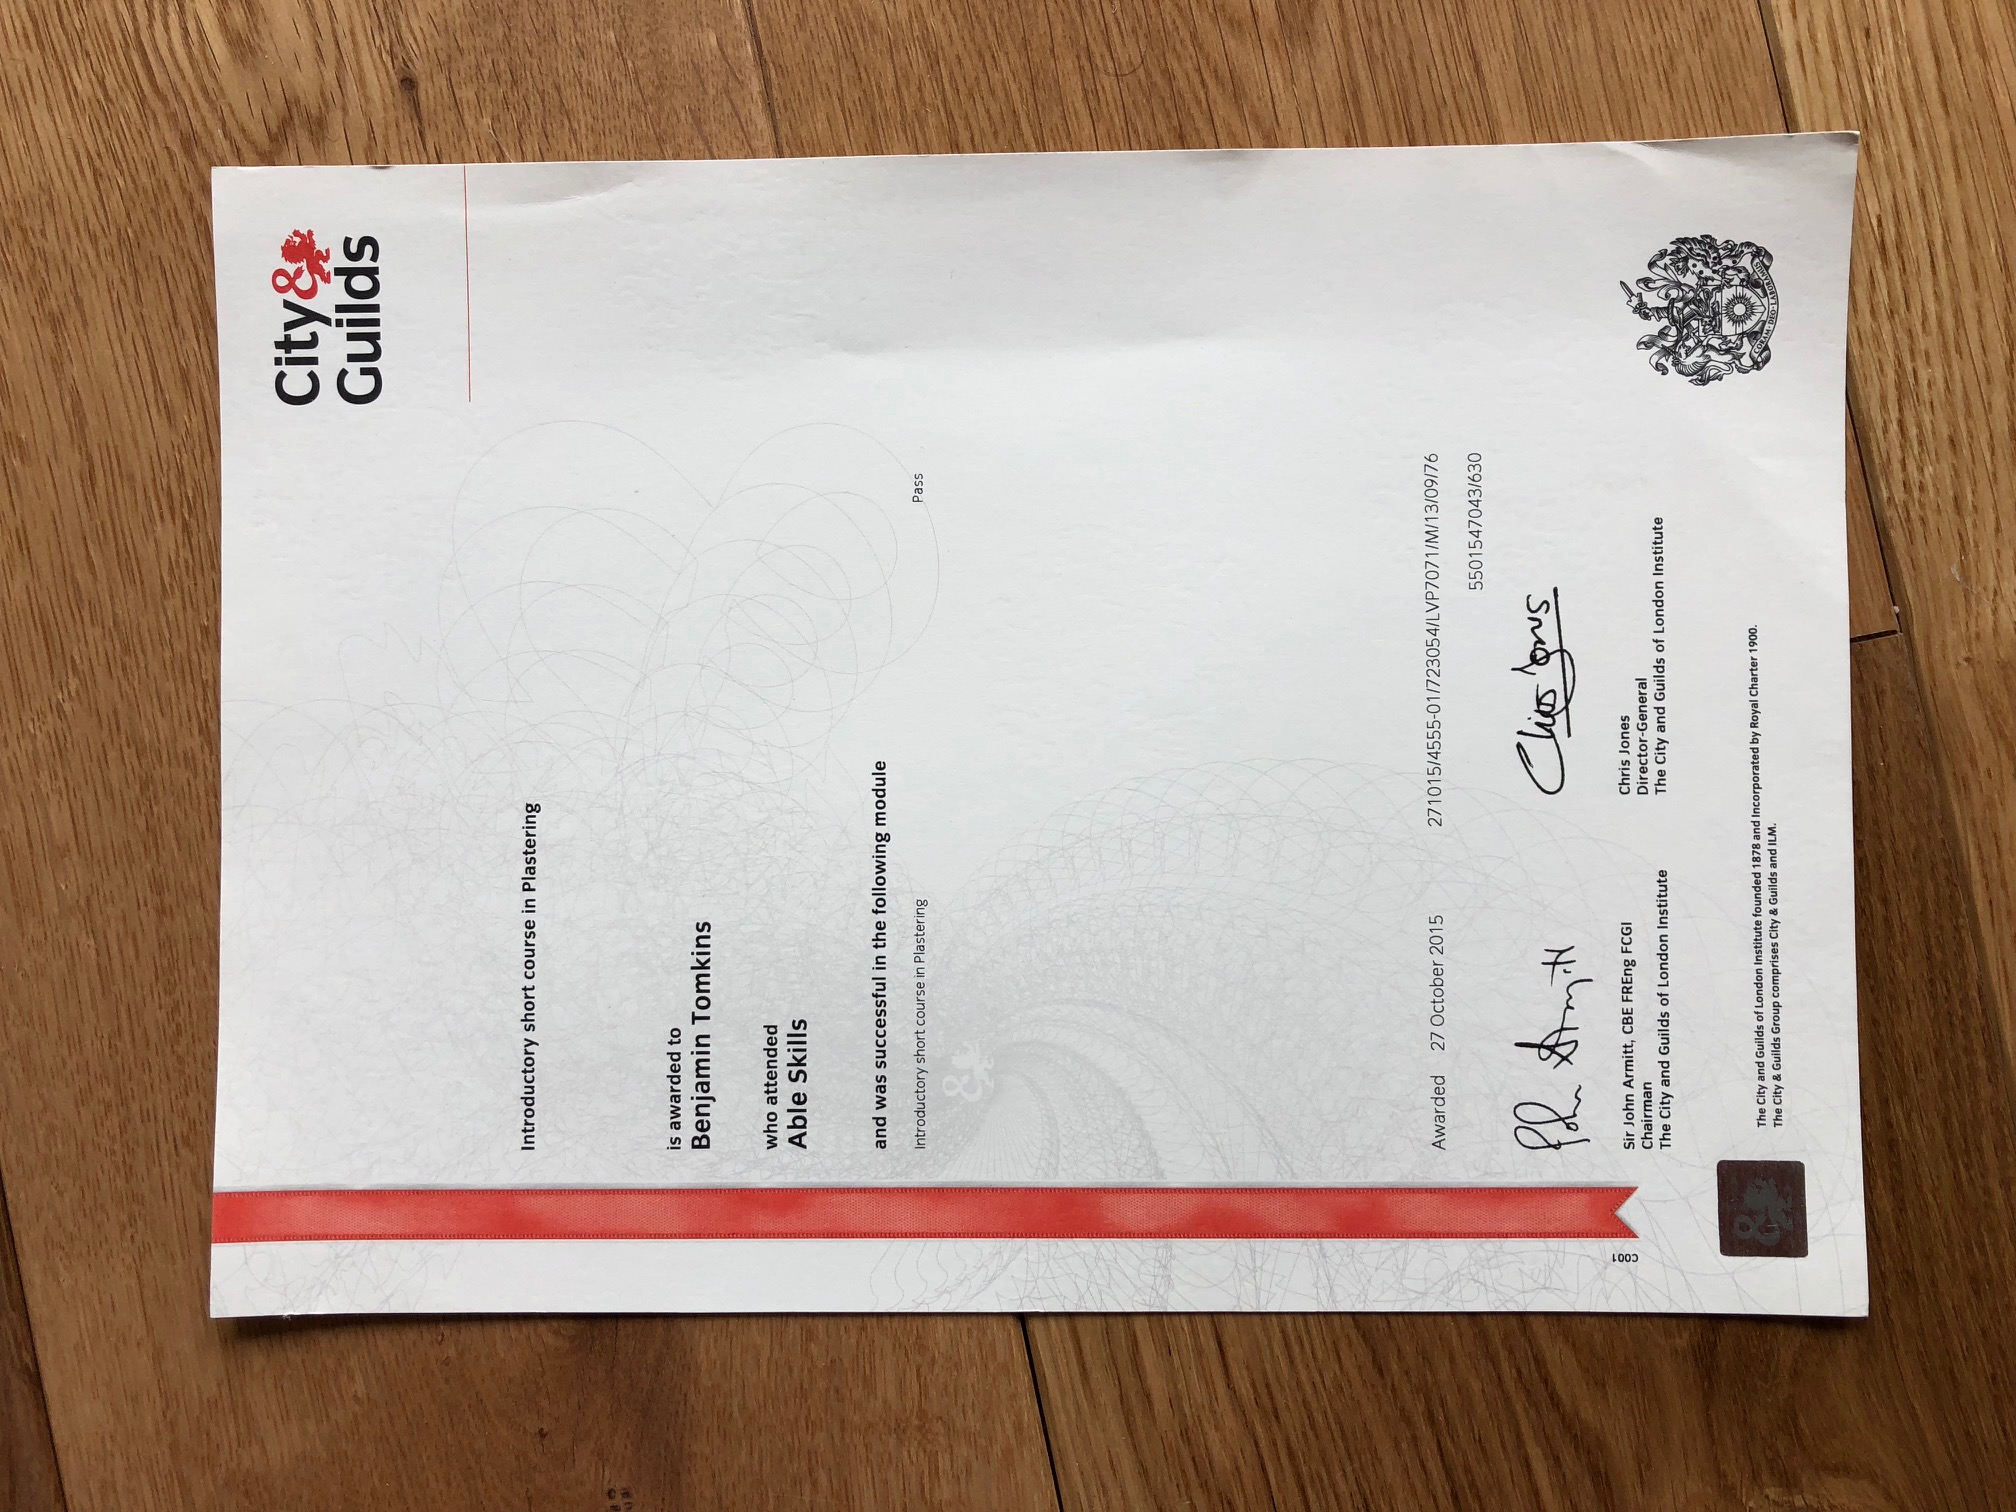 City&
Guilds
Introductory short course in Plastering
is awarded to
Benjamin Tomkins
who attended
Able Skills
and was successful in the following module
Introductory short course in Plastering Pass
&
Awarded 27 October 2015 271015/4555-01/723054/LVP7071/M/13/09/76
5501547043/630
John Armitt Chris Jones
C001
Sir John Armitt, CBE FREng FCGI
Chairman
The City and Guilds of London Institute
Chris Jones
Director-General
The City and Guilds of London Institute
&
The City and Guilds of London Institute founded 1878 and Incorporated by Royal Charter 1900.
The City & Guilds Group comprises City & Guilds and ILM.
CORAM·DEO·LABORAMUS